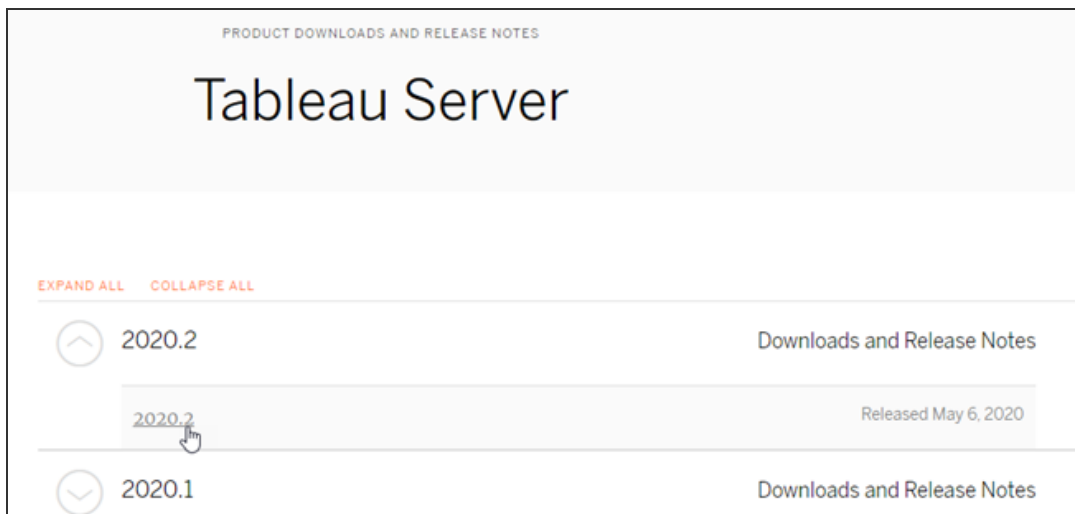 PRODUCT DOWNLOADS AND RELEASE NOTES
Tableau Server
EXPAND ALL COLLAPSE ALL
2020.2 Downloads and Release Notes
2020.2 Released May 6, 2020
2020.1 Downloads and Release Notes